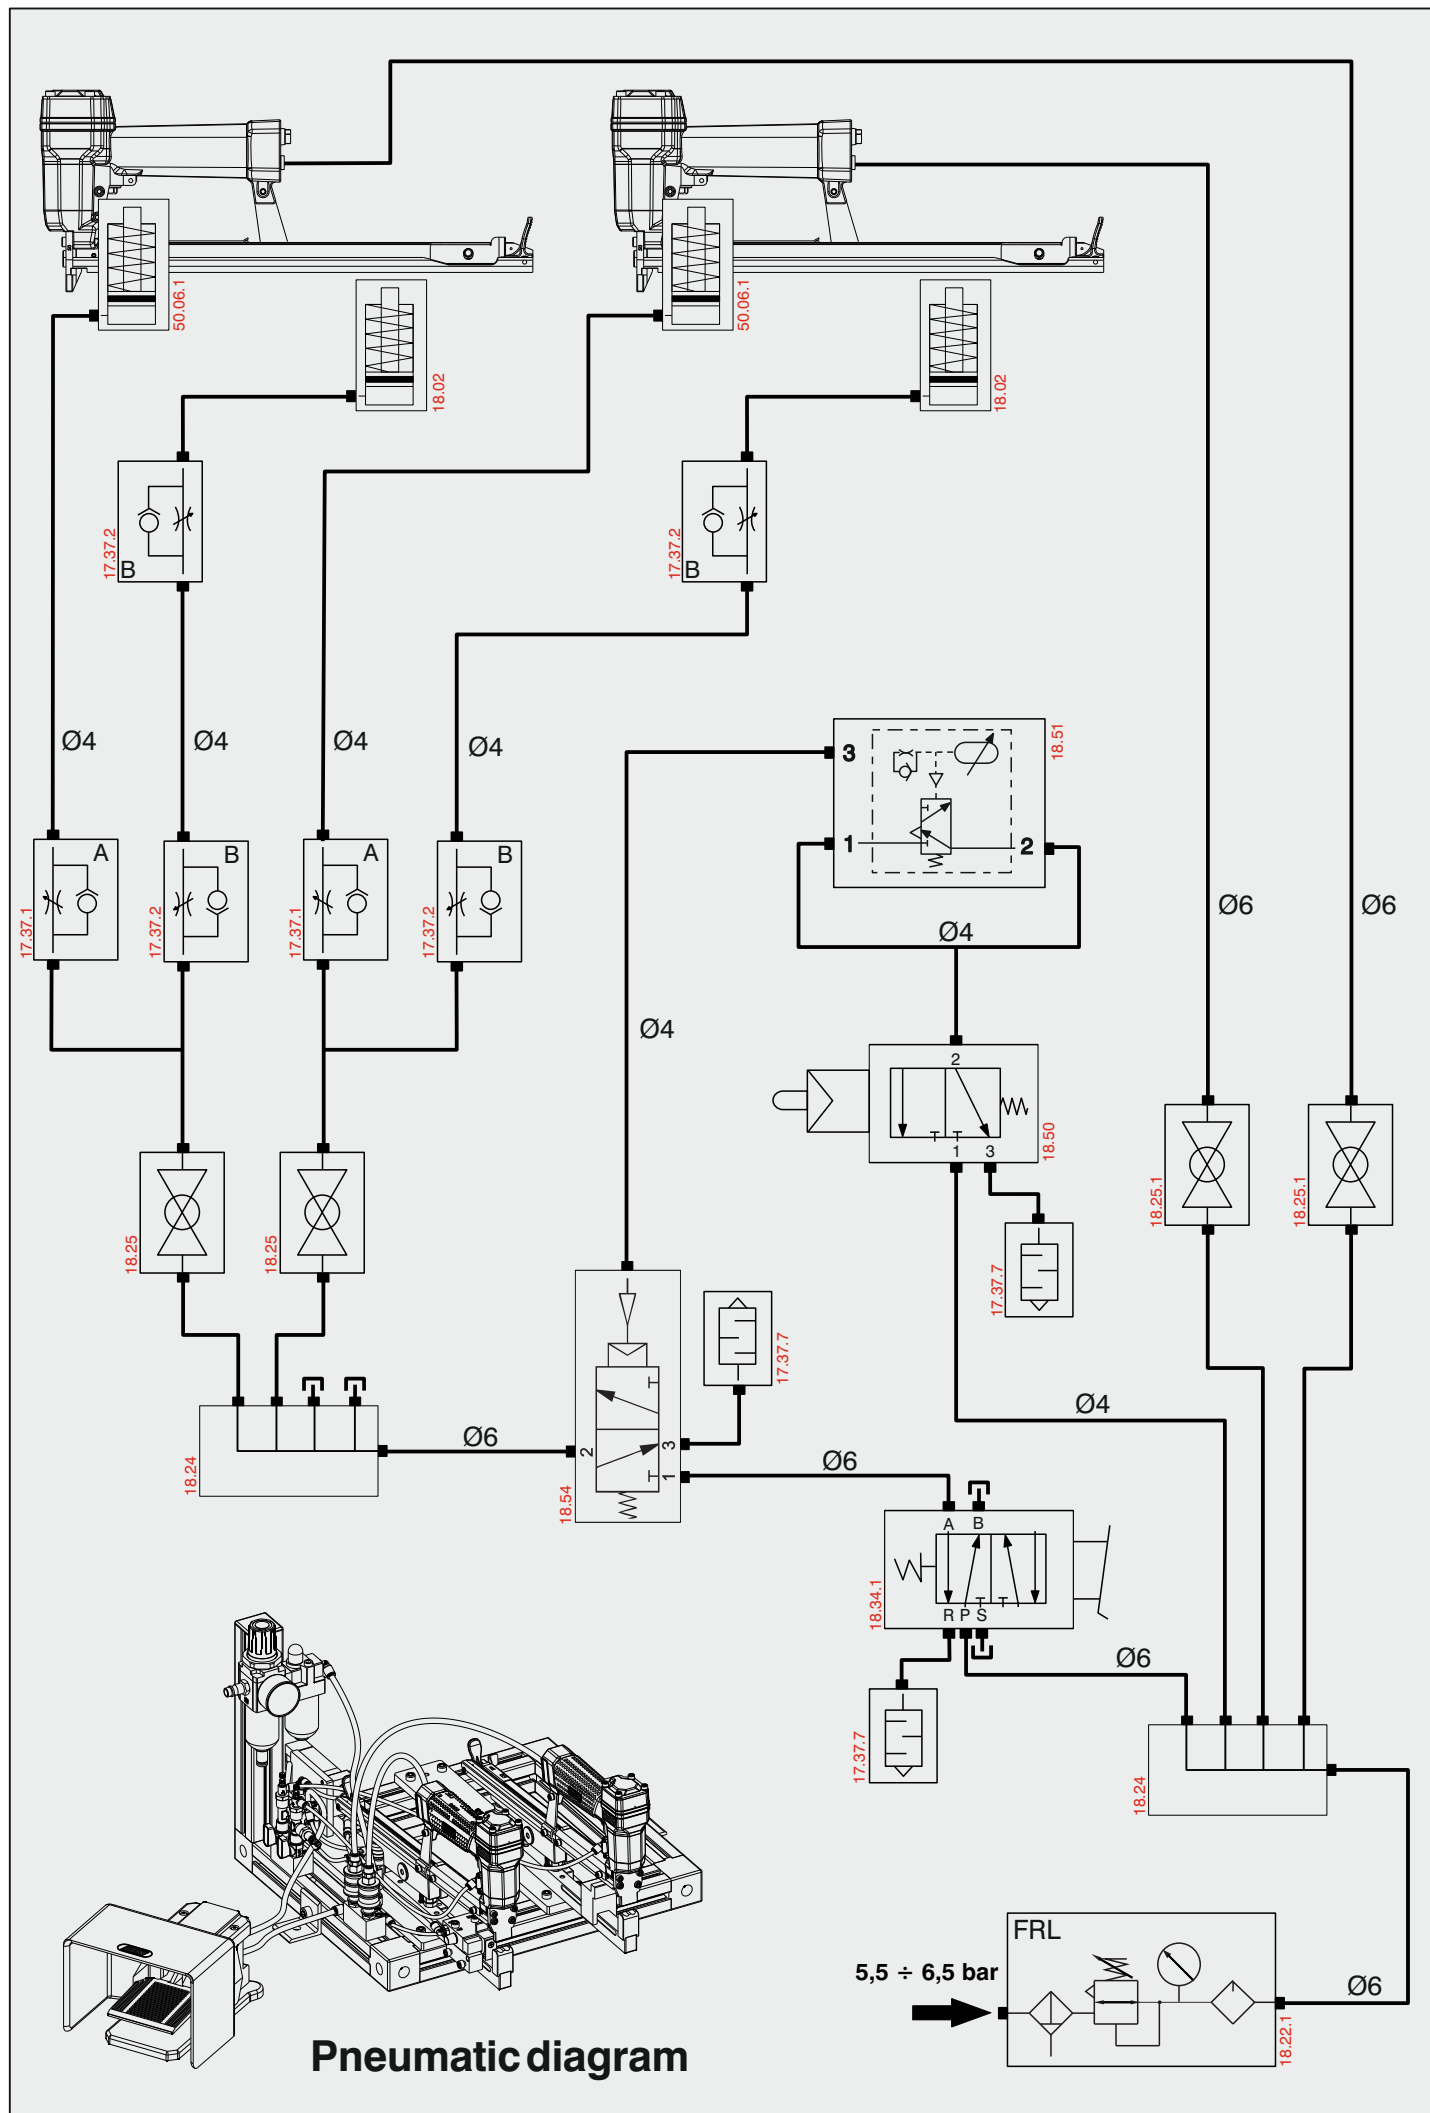 50.06.1
50.06.1
18.02
18.02
17.37.2
B
17.37.2
B
Ø4
Ø4
Ø4
Ø4
3
18.51
1
2
A
17.37.1
B
17.37.2
A
17.37.1
B
17.37.2
Ø4
Ø6
Ø6
Ø4
2
1
3
18.50
18.25
18.25
18.25.1
18.25.1
17.37.7
17.37.7
18.24
Ø6
2
3
1
18.54
Ø4
Ø6
A B
18.34.1
R P S
Ø6
17.37.7
18.24
FRL
5,5 ÷ 6,5 bar
Ø6
18.22.1
Pneumatic diagram